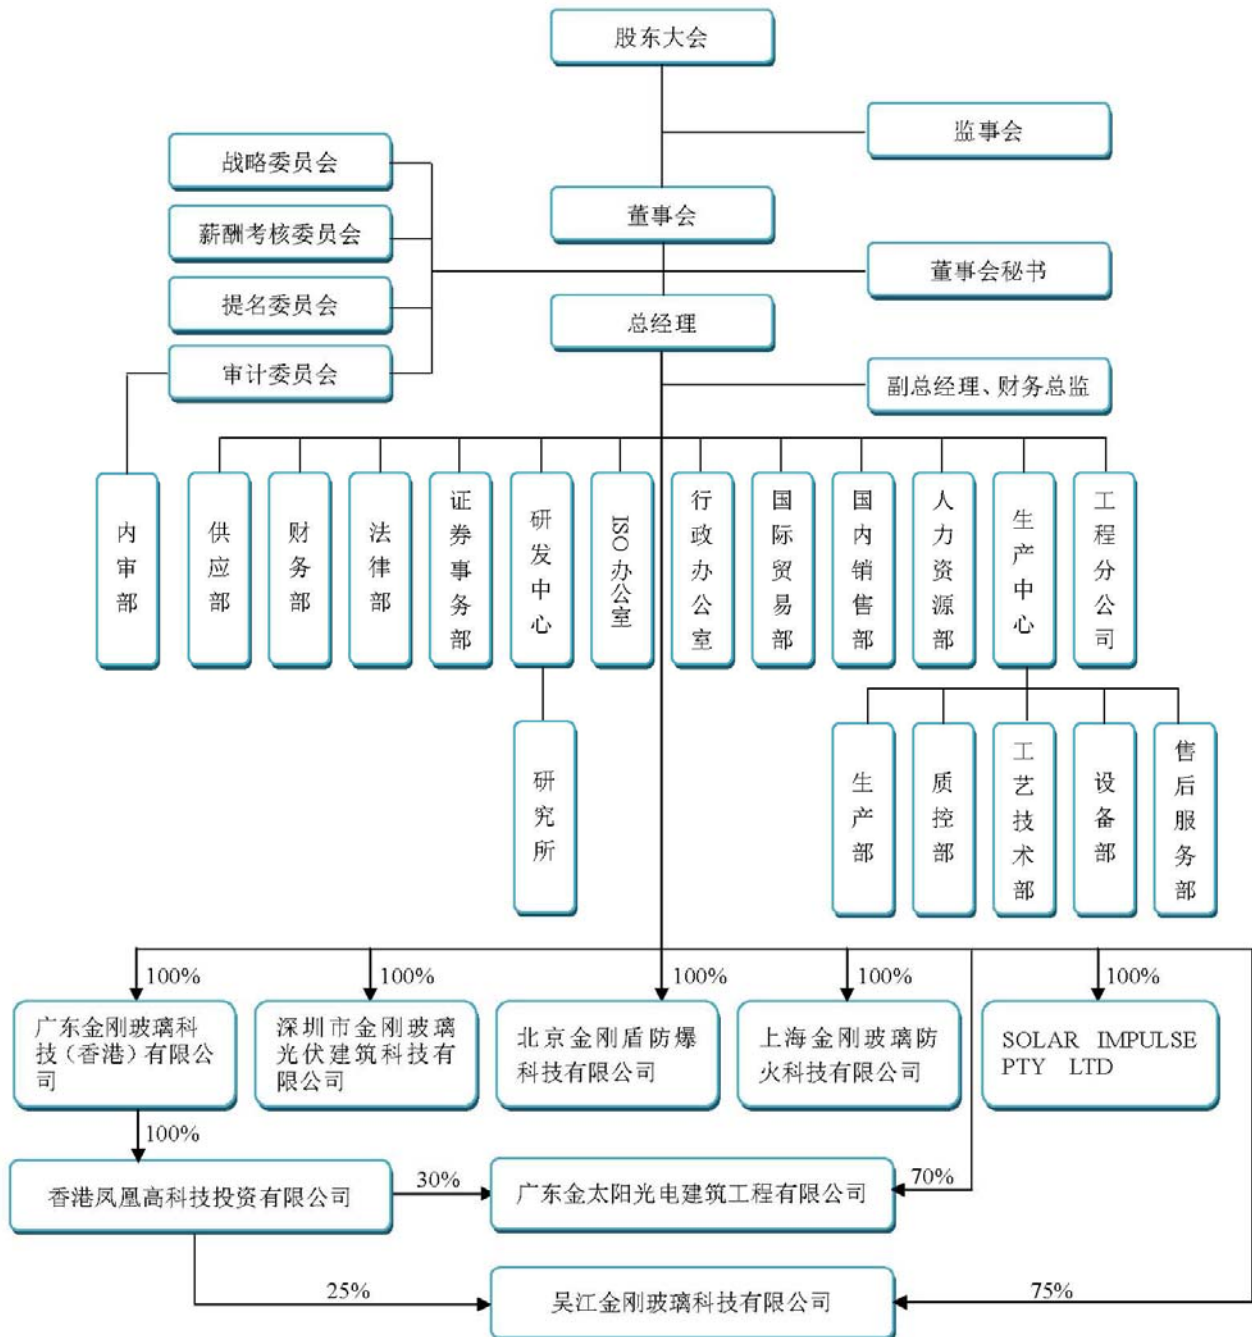 股东大会
监事会
战略委员会
董事会
薪酬考核委员会
董事会秘书
提名委员会
总经理
审计委员会
副总经理、财务总监
内审部
供应部
财务部
法律部
证券事务部
研发中心
ISO办公室
行政办公室
国际贸易部
国内销售部
人力资源部
生产中心
工程分公司
研究所
生产部
质控部
工艺技术部
设备部
售后服务部
100%
100%
100%
100%
100%
广东金刚玻璃科
技（香港）有限公
司
深圳市金刚玻璃
光伏建筑科技有
限公司
北京金刚盾防爆
科技有限公司
上海金刚玻璃防
火科技有限公司
SOLAR IMPULSE
PTY LTD
100%
香港凤凰高科技投资有限公司
30%
广东金太阳光电建筑工程有限公司
70%
25%
吴江金刚玻璃科技有限公司
75%